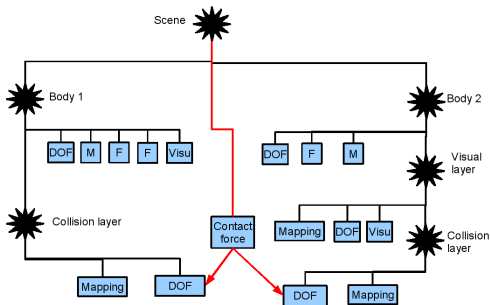 Scene
Body 1
Body 2
DOF
M
F
F
Visu
DOF
F
M
Visual
layer
Collision layer
Contact
force
Mapping
DOF
Visu
Collision
layer
Mapping
DOF
DOF
Mapping